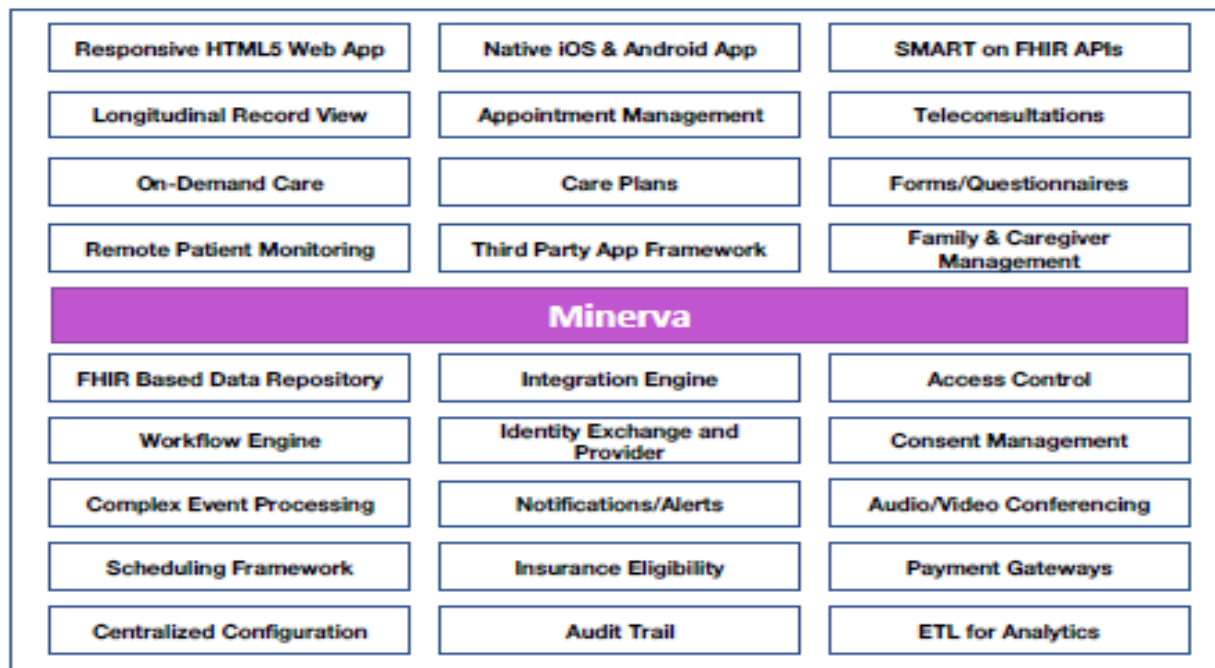 Responsive HTML5 Web App
Native iOS & Android App
SMART on FHIR APIs
Longitudinal Record View
Appointment Management
Teleconsultations
On-Demand Care
Care Plans
Forms/Questionnaires
Remote Patient Monitoring
Third Party App Framework
Family & Caregiver
Management
Minerva
FHIR Based Data Repository
Integration Engine
Access Control
Workflow Engine
Identity Exchange and
Provider
Consent Management
Complex Event Processing
Notifications/Alerts
Audio/Video Conferencing
Scheduling Framework
Insurance Eligibility
Payment Gateways
Centralized Configuration
Audit Trail
ETL for Analytics